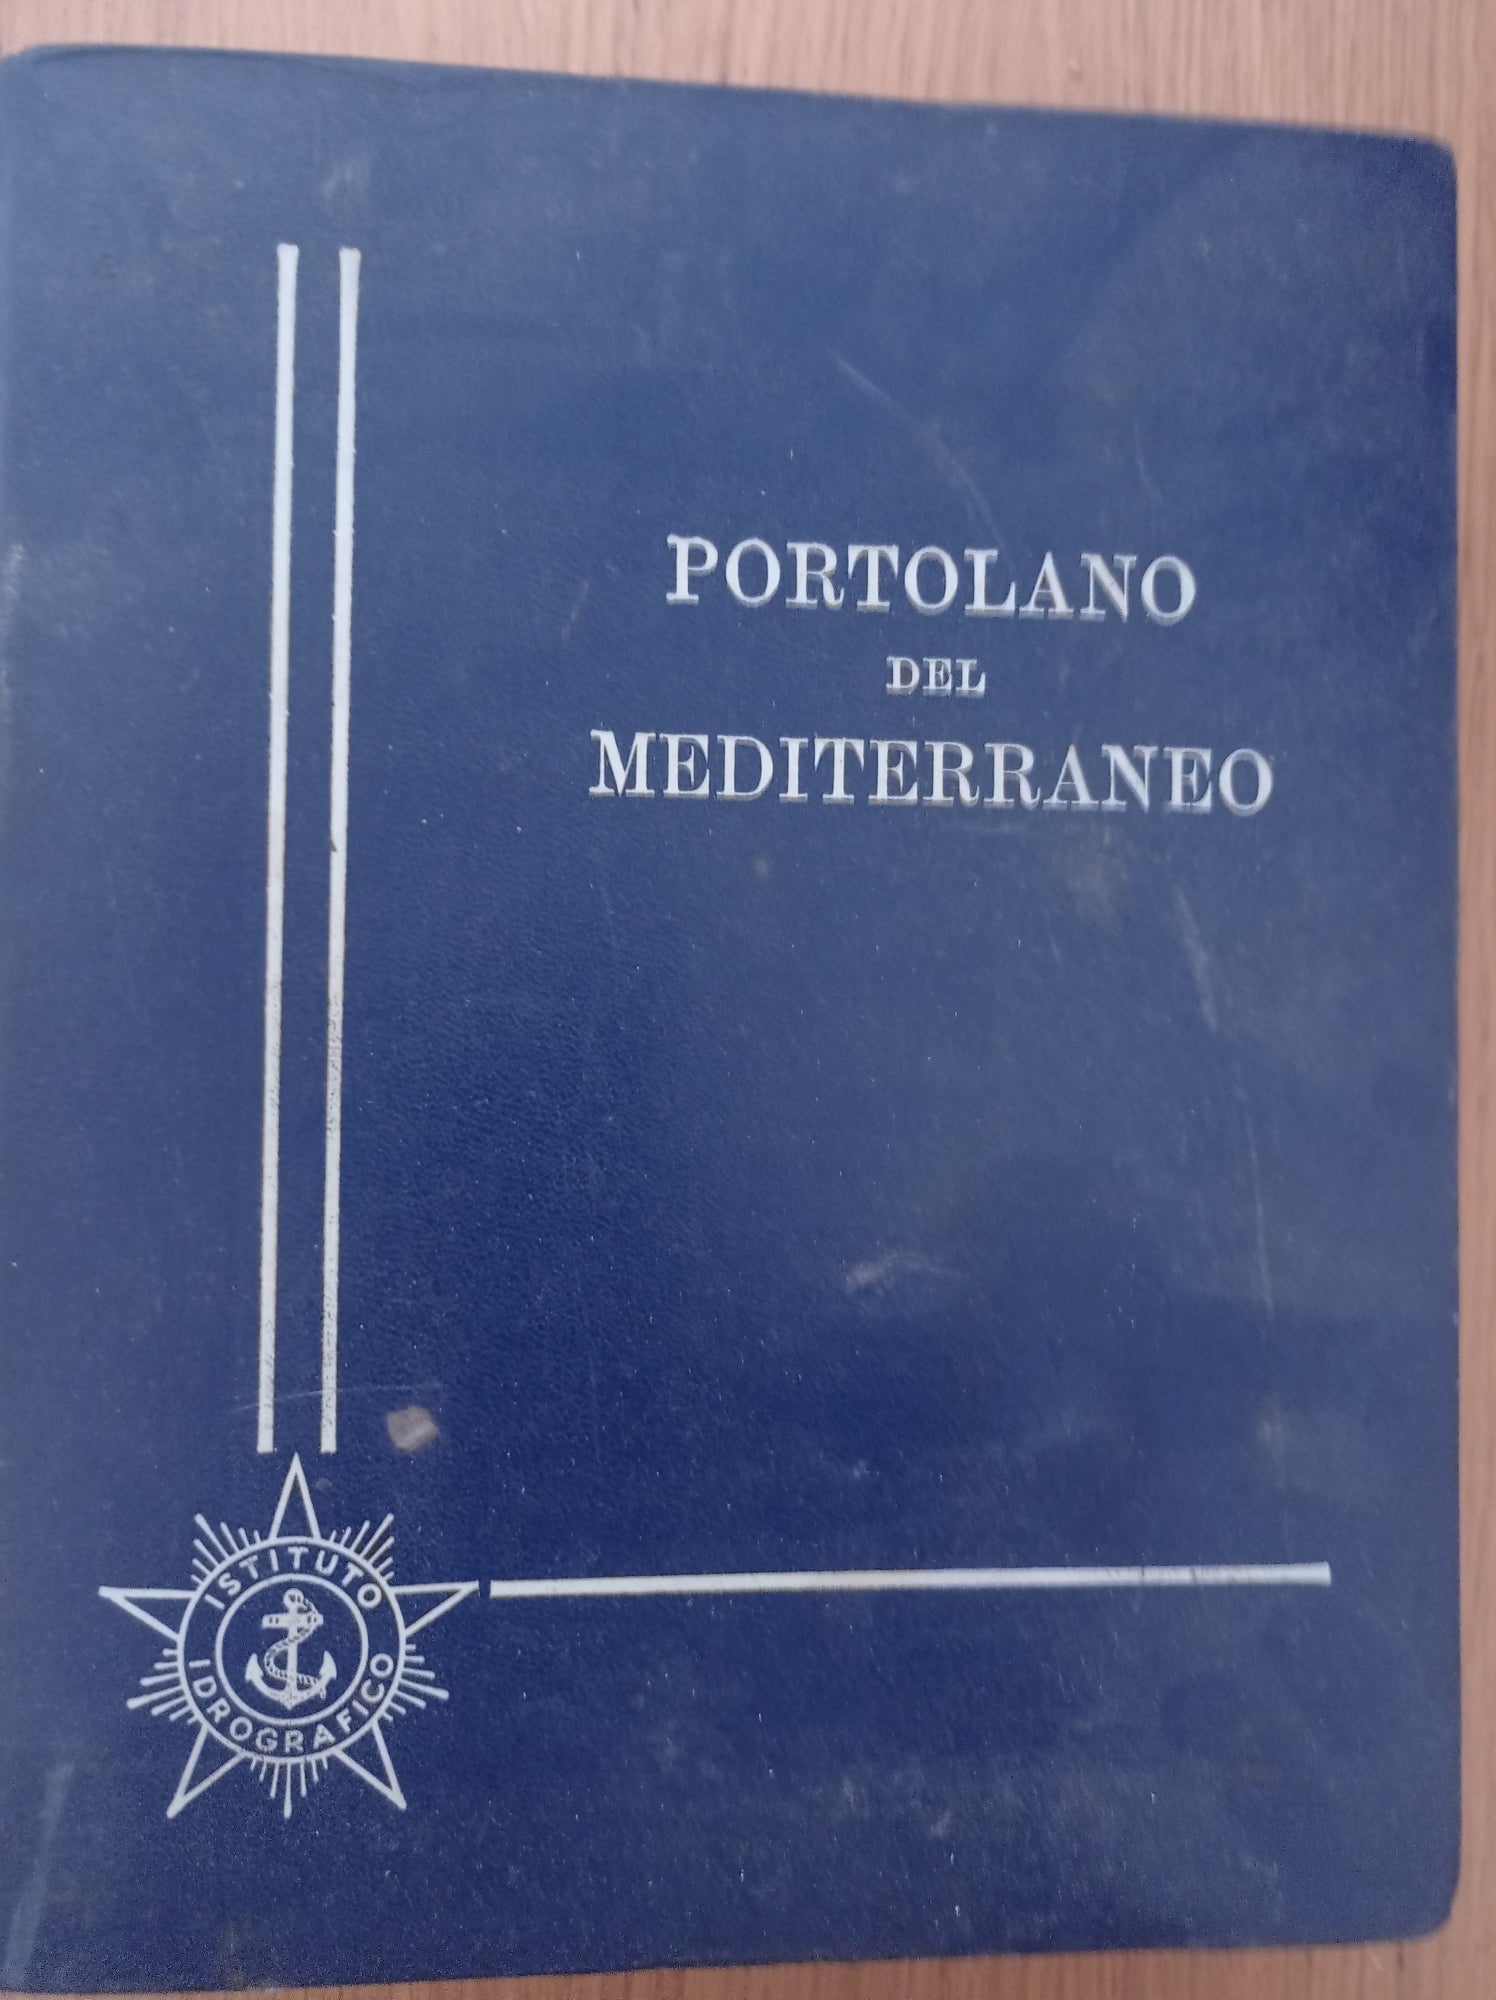 PORTOLANO
DEL
MEDITERRANEO
ISTITUTO
IDROGRAFICO